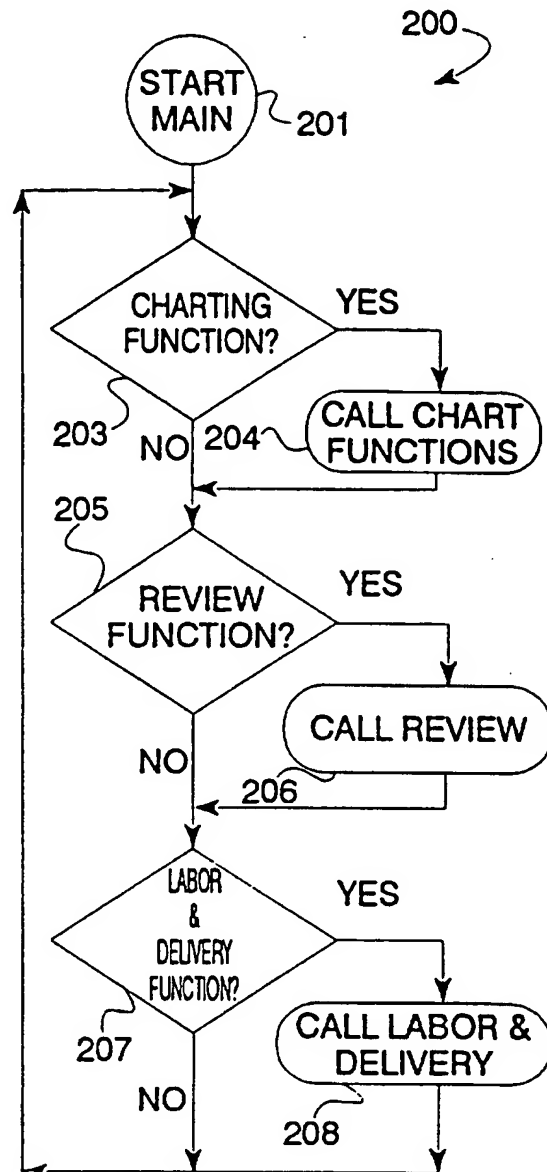 200
START
MAIN
201
CHARTING
FUNCTION?
YES
203
NO
204
CALL CHART
FUNCTIONS
205
REVIEW
FUNCTION?
YES
CALL REVIEW
NO
206
LABOR
&
DELIVERY
FUNCTION?
YES
207
CALL LABOR &
DELIVERY
NO
208